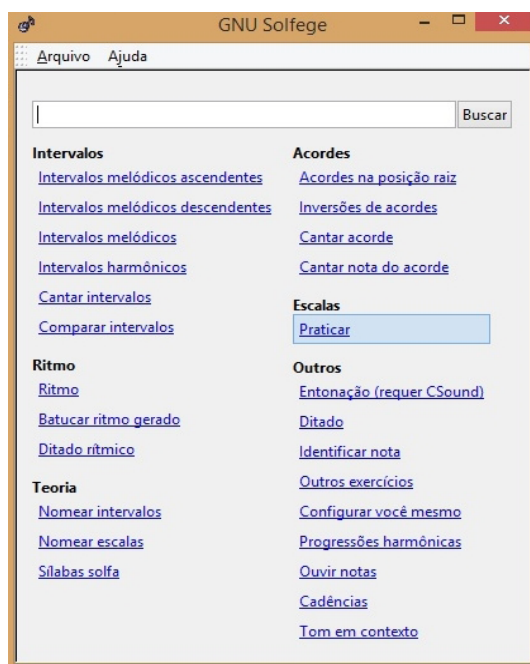 GNU Solfege
Arquivo Ajuda
Buscar
Intervalos
Intervalos melódicos ascendentes
Intervalos melódicos descendentes
Intervalos melódicos
Intervalos harmônicos
Cantar intervalos
Comparar intervalos
Ritmo
Ritmo
Batucar ritmo gerado
Ditado rítmico
Teoria
Nomear intervalos
Nomear escalas
Sílabas solfa
Acordes
Acordes na posição raiz
Inversões de acordes
Cantar acorde
Cantar nota do acorde
Escalas
Praticar
Outros
Entonação (requer CSound)
Ditado
Identificar nota
Outros exercícios
Configurar você mesmo
Progressões harmônicas
Ouvir notas
Cadências
Tom em contexto